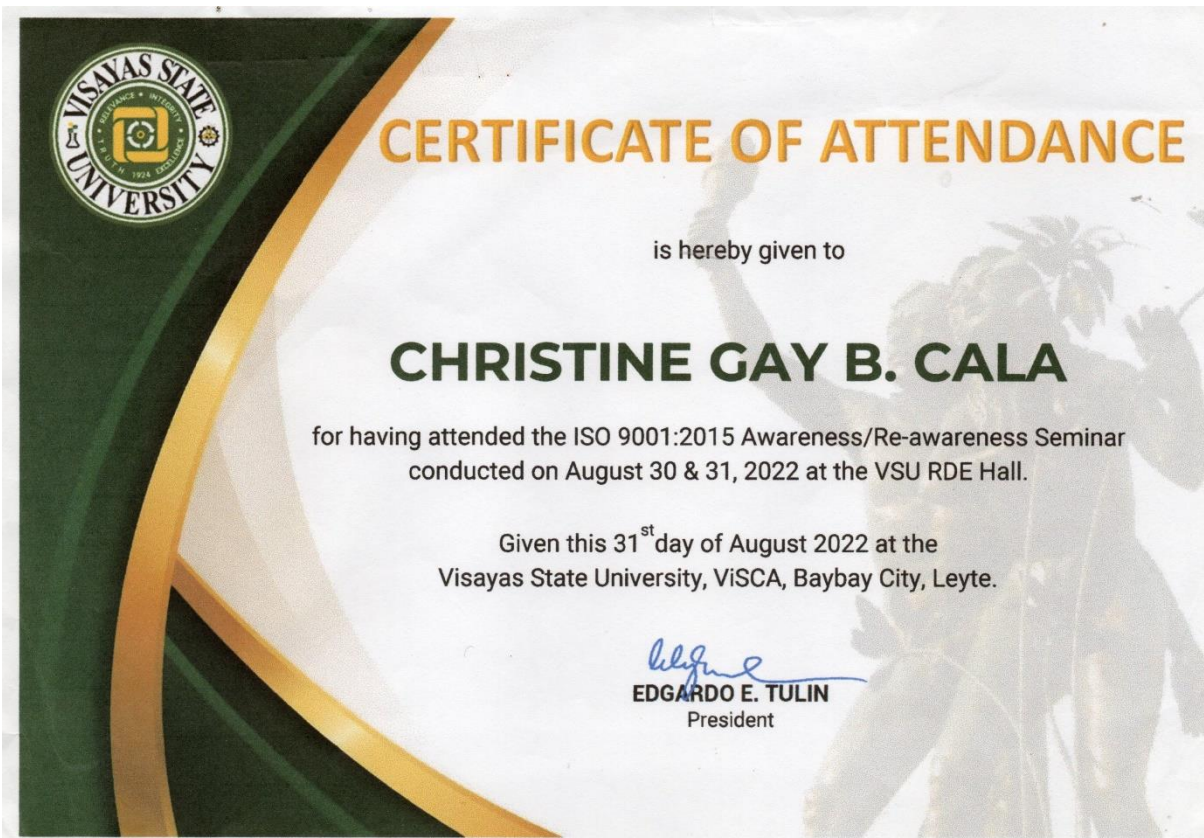 VISAYAS STATE UNIVERSITY
RELEVANCE • INTEGRITY
TRUTH 1924 EXCELLENCE
CERTIFICATE OF ATTENDANCE
is hereby given to
CHRISTINE GAY B. CALA
for having attended the ISO 9001:2015 Awareness/Re-awareness Seminar
conducted on August 30 & 31, 2022 at the VSU RDE Hall.
Given this 31st day of August 2022 at the
Visayas State University, ViSCA, Baybay City, Leyte.
EDGARDO E. TULIN
President